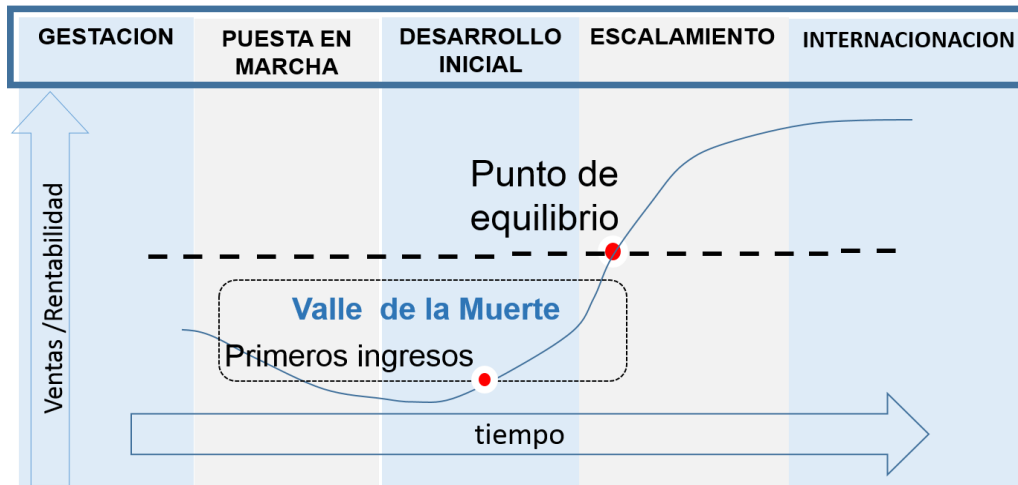 GESTACION
PUESTA EN
MARCHA
DESARROLLO
INICIAL
ESCALAMIENTO
INTERNACIONACION
Ventas /Rentabilidad
Punto de
equilibrio
Valle de la Muerte
Primeros ingresos
tiempo